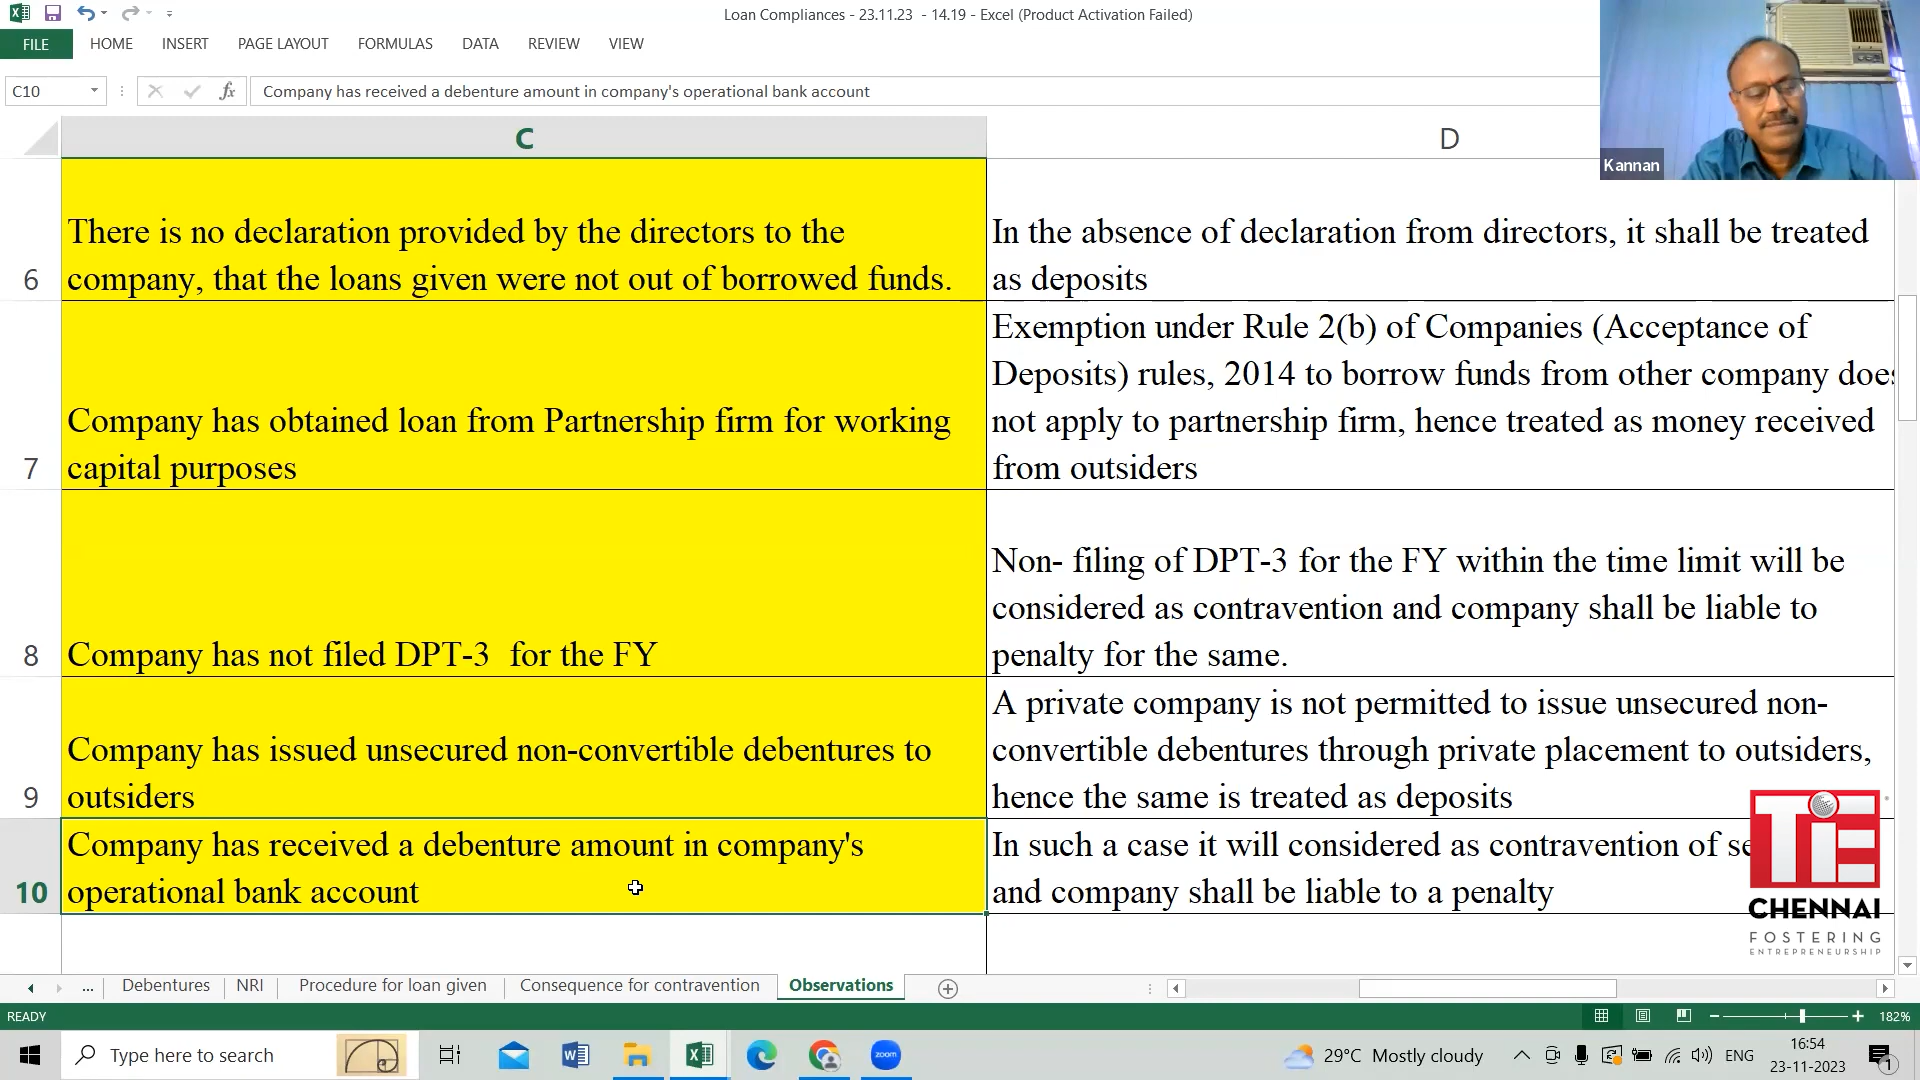 Loan Compliances - 23.11.23 - 14.19 - Excel (Product Activation Failed)
FILE HOME INSERT PAGE LAYOUT FORMULAS DATA REVIEW VIEW
C10 fx Company has received a debenture amount in company's operational bank account
Kannan
C D
6
There is no declaration provided by the directors to the
company, that the loans given were not out of borrowed funds.
In the absence of declaration from directors, it shall be treated
as deposits
7
Company has obtained loan from Partnership firm for working
capital purposes
Exemption under Rule 2(b) of Companies (Acceptance of
Deposits) rules, 2014 to borrow funds from other company does
not apply to partnership firm, hence treated as money received
from outsiders
8
Company has not filed DPT-3 for the FY
Non- filing of DPT-3 for the FY within the time limit will be
considered as contravention and company shall be liable to
penalty for the same.
9
Company has issued unsecured non-convertible debentures to
outsiders
A private company is not permitted to issue unsecured non-
convertible debentures through private placement to outsiders,
hence the same is treated as deposits
10
Company has received a debenture amount in company's
operational bank account
In such a case it will considered as contravention of
and company shall be liable to a penalty
TiE
CHENNAI
FOSTERING
ENTREPRENEURSHIP
... Debentures NRI Procedure for loan given Consequence for contravention Observations
READY 182%
Type here to search
zoom
29°C Mostly cloudy
ENG
16:54
23-11-2023
1